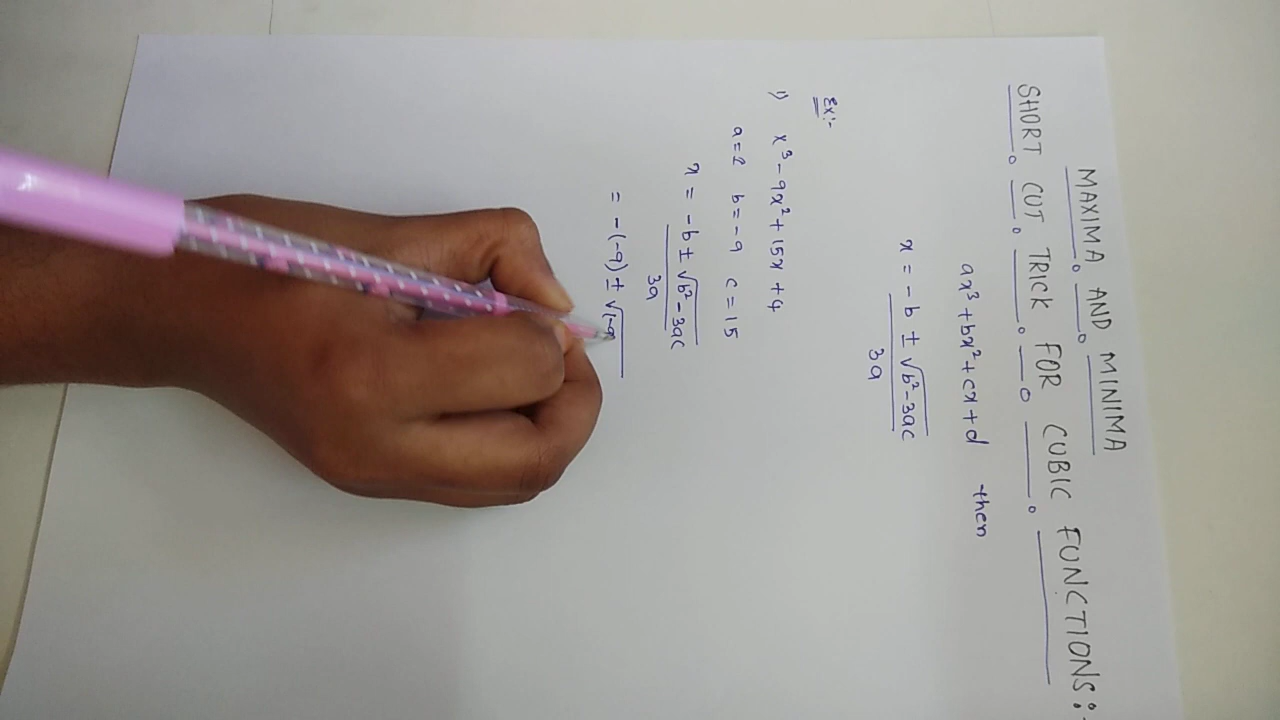 MAXIMA AND MINIMA
SHORT CUT TRICK FOR CUBIC FUNCTIONS:-
ax³+bx²+cx+d then
x = -b ± √b²-3ac
3a
Ex:-
1) x³-9x²+15x+4
a=1 b=-9 c=15
x = -b ± √b²-3ac
3a
= -(-9) ± √(-9